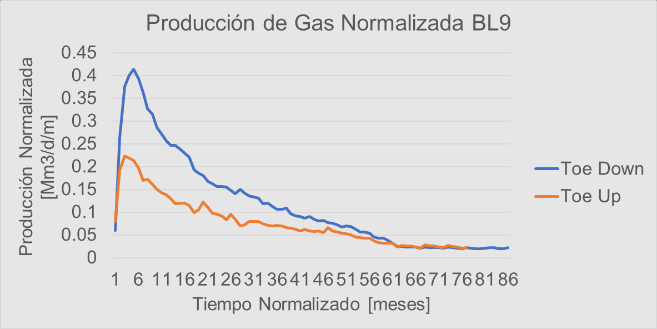 Producción de Gas Normalizada BL9
Producción Normalizada
[Mm3/d/m]
0.45
0.4
0.35
0.3
0.25
0.2
0.15
0.1
0.05
0
1 6 11 16 21 26 31 36 41 46 51 56 61 66 71 76 81 86
Tiempo Normalizado [meses]
Toe Down
Toe Up